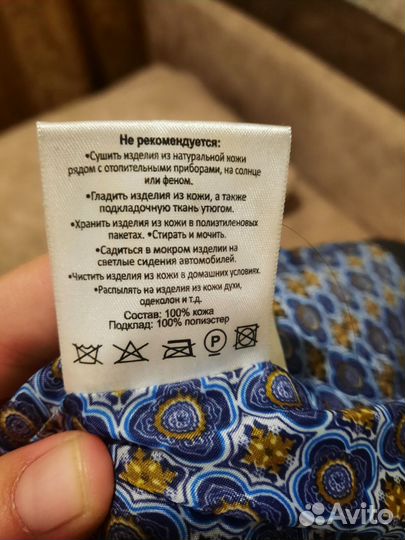 Не рекомендуется:
•Сушить изделия из натуральной кожи
рядом с отопительными приборами, на солнце
или феном.
•Гладить изделия из кожи, а также
подкладочную ткань утюгом.
•Хранить изделия из кожи в полиэтиленовых
пакетах. •Стирать и мочить.
•Садиться в мокром изделии на
светлые сидения автомобилей.
•Чистить изделия из кожи в домашних условиях.
•Распылять на изделия из кожи духи,
одеколон и т.д.
Состав: 100% кожа
Подклад: 100% полиэстер
P
Avito